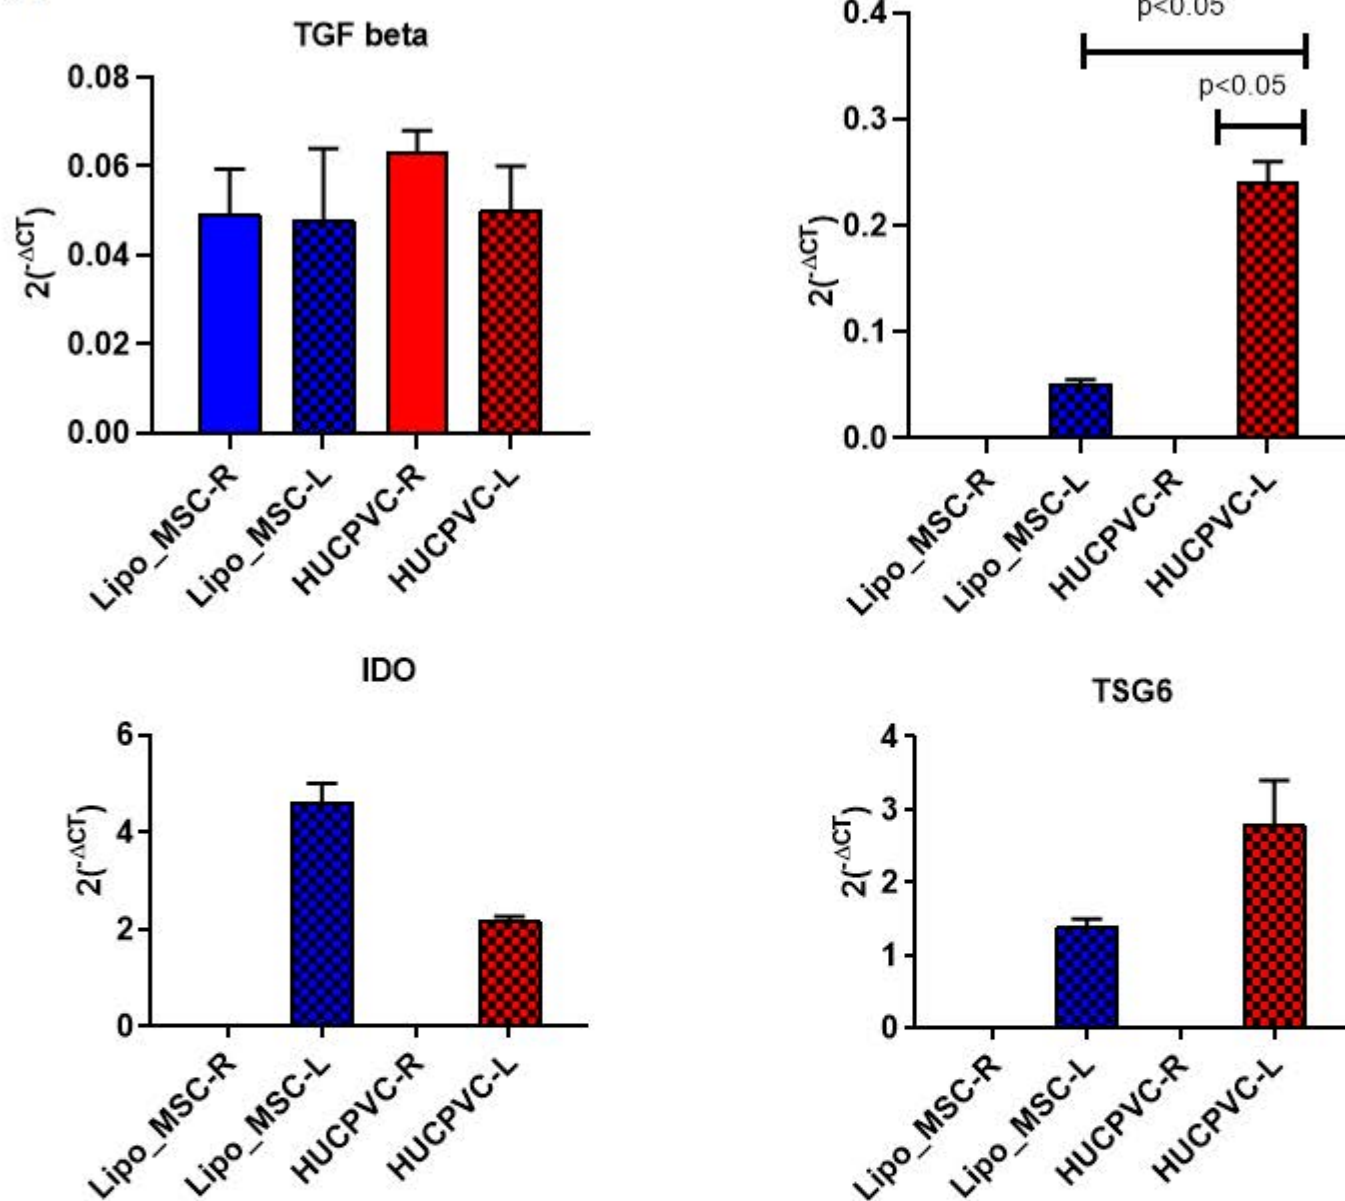 TGF beta
0.08
0.06
0.04
0.02
0.00
2(-ΔCT)
Lipo_MSC-R
Lipo_MSC-L
HUCPVC-R
HUCPVC-L
p<0.05
p<0.05
0.4
0.3
0.2
0.1
0.0
2(-ΔCT)
Lipo_MSC-R
Lipo_MSC-L
HUCPVC-R
HUCPVC-L
IDO
6
4
2
0
2(-ΔCT)
Lipo_MSC-R
Lipo_MSC-L
HUCPVC-R
HUCPVC-L
TSG6
4
3
2
1
0
2(-ΔCT)
Lipo_MSC-R
Lipo_MSC-L
HUCPVC-R
HUCPVC-L